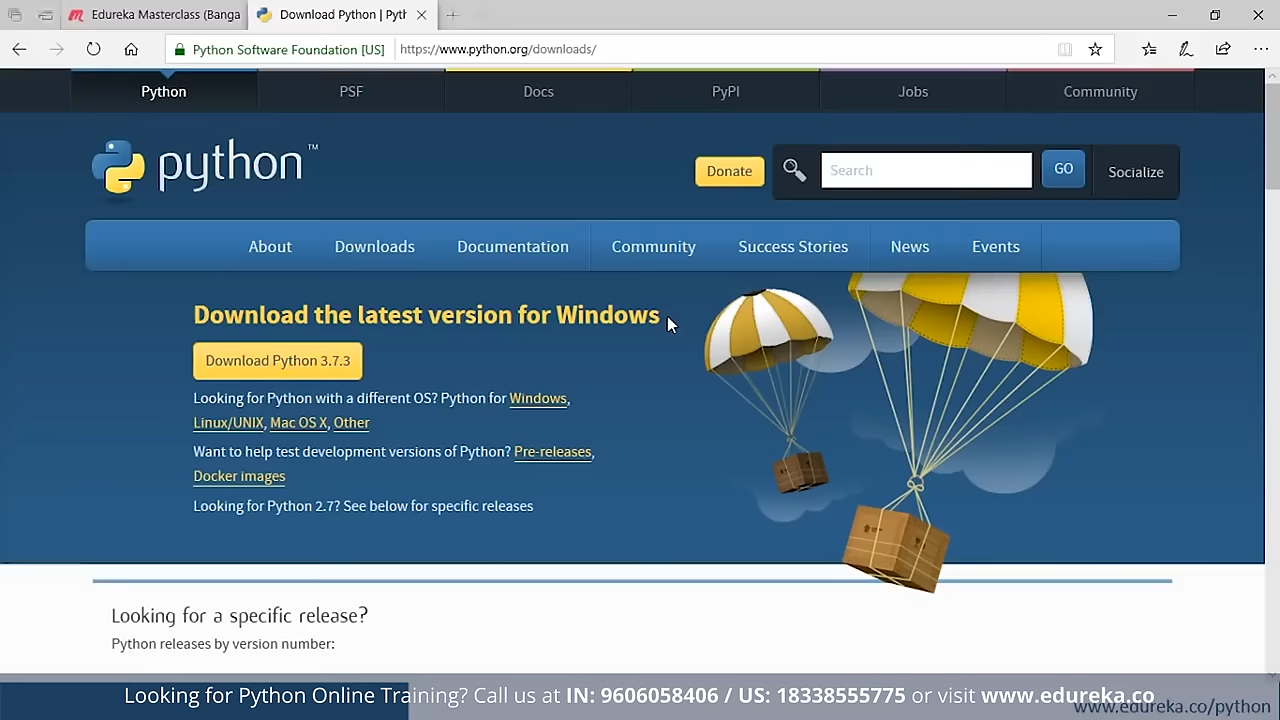 Edureka Masterclass (Banga
Download Python | Pyth
Python Software Foundation [US]
https://www.python.org/downloads/
Python
PSF
Docs
PyPI
Jobs
Community
python™
Donate
Search
GO
Socialize
About
Downloads
Documentation
Community
Success Stories
News
Events
Download the latest version for Windows
Download Python 3.7.3
Looking for Python with a different OS? Python for Windows,
Linux/UNIX, Mac OS X, Other
Want to help test development versions of Python? Pre-releases,
Docker images
Looking for Python 2.7? See below for specific releases
Looking for a specific release?
Python releases by version number:
Looking for Python Online Training? Call us at IN: 9606058406 / US: 18338555775 or visit www.edureka.co
www.edureka.co/python